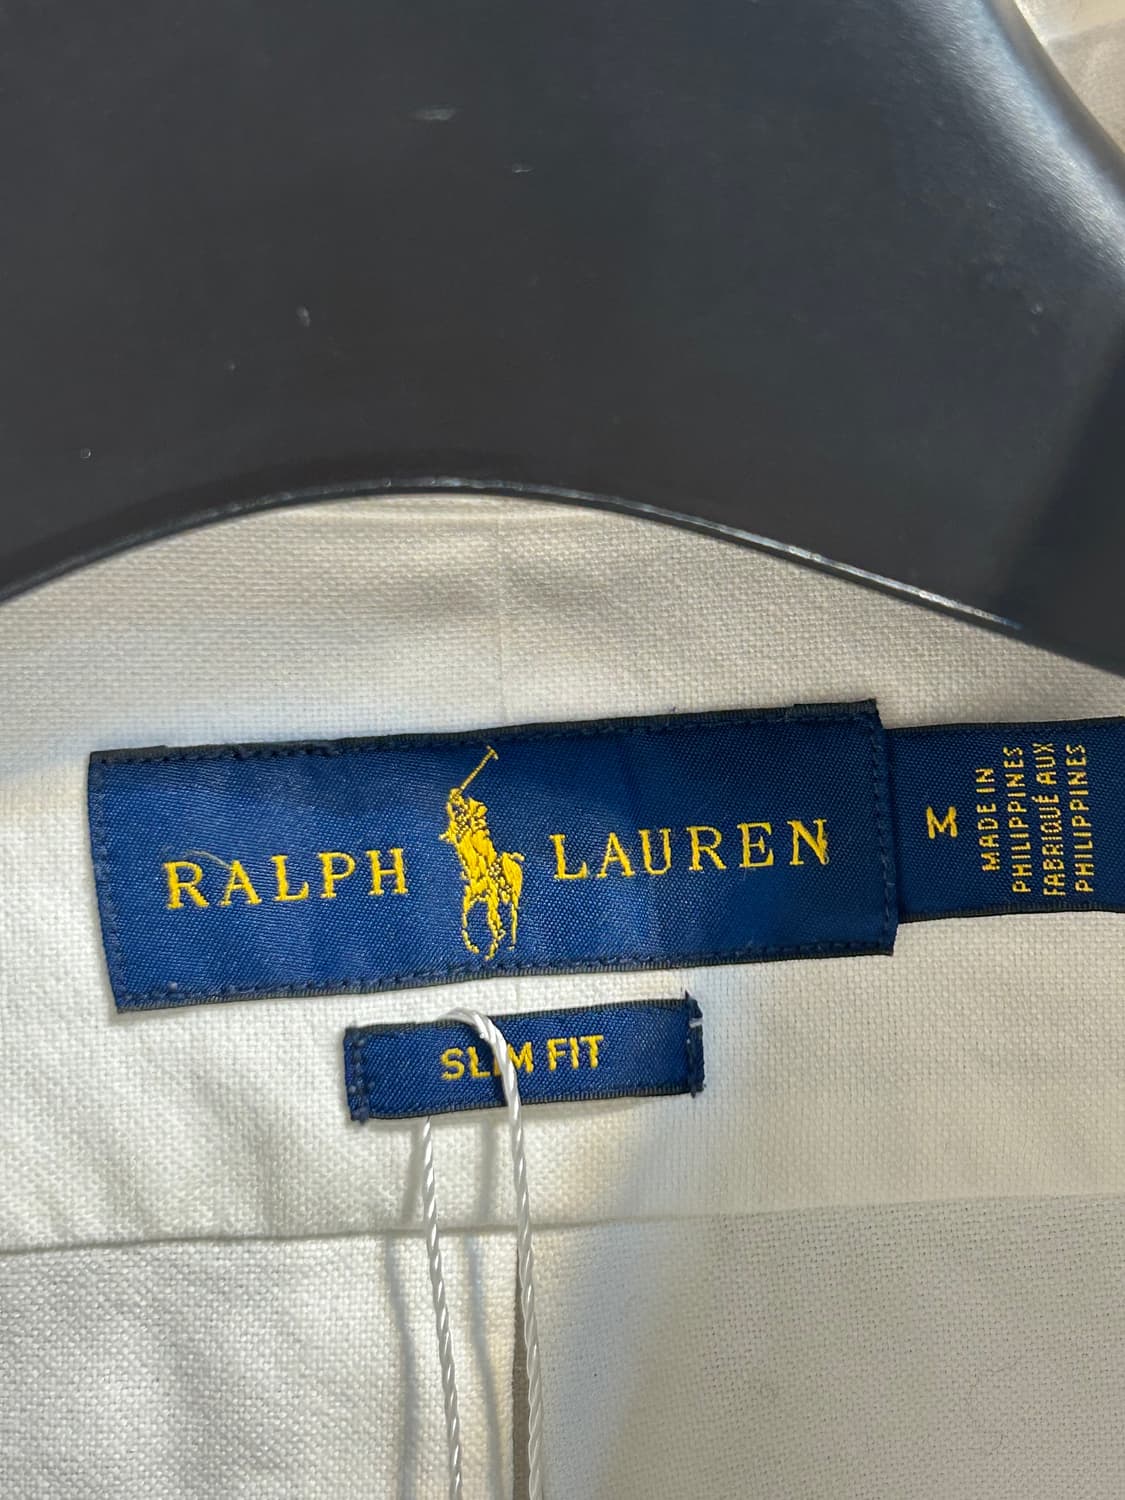 RALPH LAUREN
M
MADE IN
PHILIPPINES
FABRIQUÉ AUX
PHILIPPINES
SLIM FIT